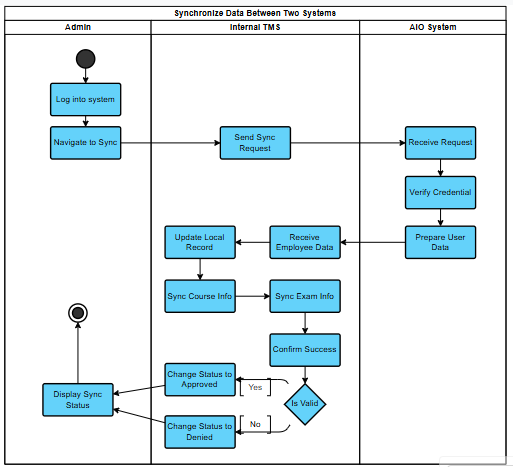 Synchronize Data Between Two Systems
Admin
Internal TMS
AIO System
Log into system
Navigate to Sync
Send Sync
Request
Receive Request
Verify Credential
Prepare User
Data
Receive
Employee Data
Update Local
Record
Sync Course Info
Sync Exam Info
Confirm Success
Is Valid
Yes
No
Change Status to
Approved
Change Status to
Denied
Display Sync
Status